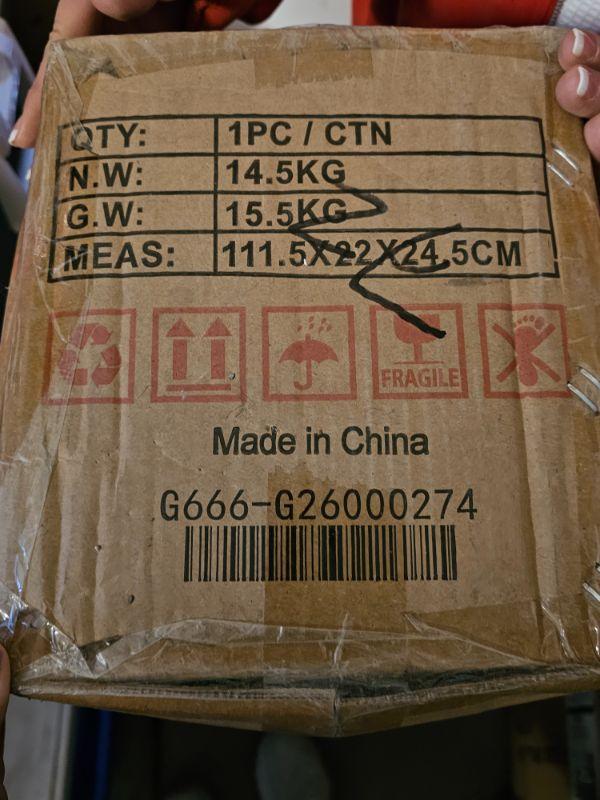 QTY: 1PC / CTN
N.W: 14.5KG
G.W: 15.5KG
MEAS: 111.5X22X24.5CM
FRAGILE
Made in China
G666-G26000274